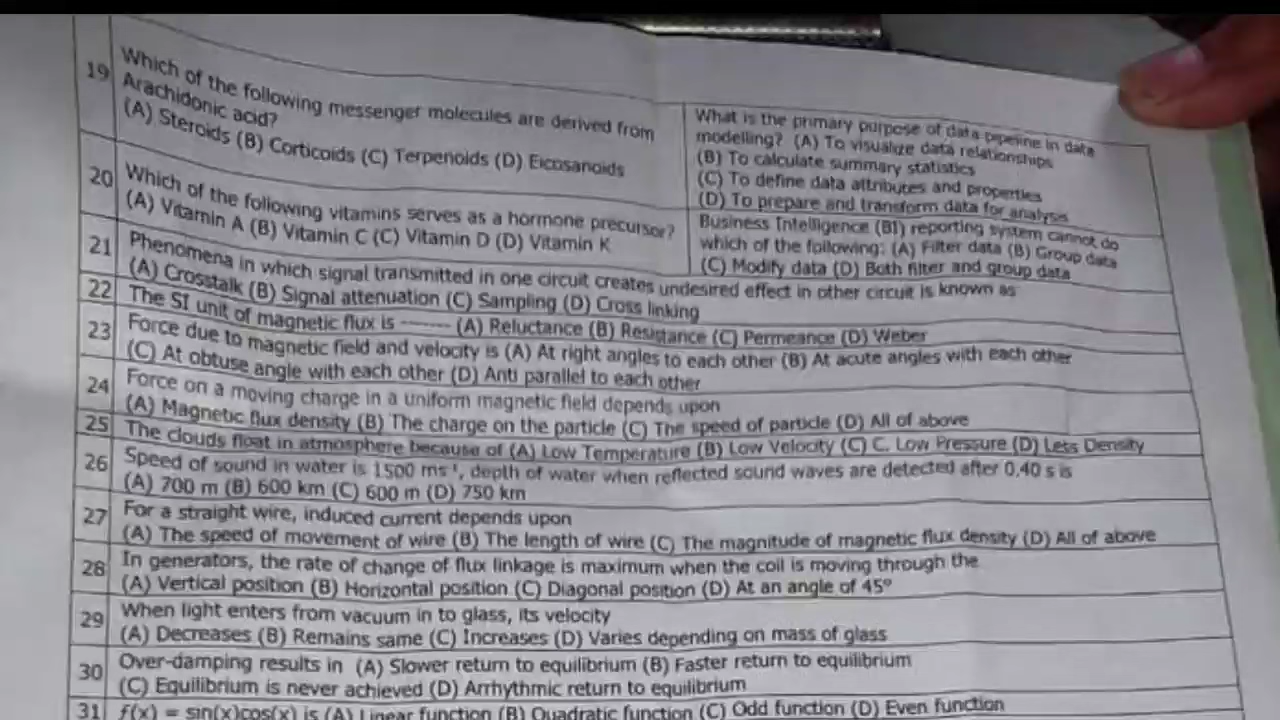 19 Which of the following messenger molecules are derived from
Arachidonic acid?
(A) Steroids (B) Corticoids (C) Terpenoids (D) Eicosanoids
What is the primary purpose of data pipeline in data
modelling? (A) To visualize data relationships
(B) To calculate summary statistics
(C) To define data attributes and properties
(D) To prepare and transform data for analysis
20 Which of the following vitamins serves as a hormone precursor?
(A) Vitamin A (B) Vitamin C (C) Vitamin D (D) Vitamin K
Business Intelligence (BI) reporting system cannot do
which of the following: (A) Filter data (B) Group data
(C) Modify data (D) Both filter and group data
21 Phenomena in which signal transmitted in one circuit creates undesired effect in other circuit is known as
(A) Crosstalk (B) Signal attenuation (C) Sampling (D) Cross linking
22 The SI unit of magnetic flux is ------- (A) Reluctance (B) Resistance (C) Permeance (D) Weber
23 Force due to magnetic field and velocity is (A) At right angles to each other (B) At acute angles with each other
(C) At obtuse angle with each other (D) Anti parallel to each other
24 Force on a moving charge in a uniform magnetic field depends upon
(A) Magnetic flux density (B) The charge on the particle (C) The speed of particle (D) All of above
25 The clouds float in atmosphere because of (A) Low Temperature (B) Low Velocity (C) C. Low Pressure (D) Less Density
26 Speed of sound in water is 1500 ms⁻¹, depth of water when reflected sound waves are detected after 0.40 s is
(A) 700 m (B) 600 km (C) 600 m (D) 750 km
27 For a straight wire, induced current depends upon
(A) The speed of movement of wire (B) The length of wire (C) The magnitude of magnetic flux density (D) All of above
28 In generators, the rate of change of flux linkage is maximum when the coil is moving through the
(A) Vertical position (B) Horizontal position (C) Diagonal position (D) At an angle of 45°
29 When light enters from vacuum in to glass, its velocity
(A) Decreases (B) Remains same (C) Increases (D) Varies depending on mass of glass
30 Over-damping results in (A) Slower return to equilibrium (B) Faster return to equilibrium
(C) Equilibrium is never achieved (D) Arrhythmic return to equilibrium
31 f(x) = sin(x)cos(x) is (A) Linear function (B) Quadratic function (C) Odd function (D) Even function